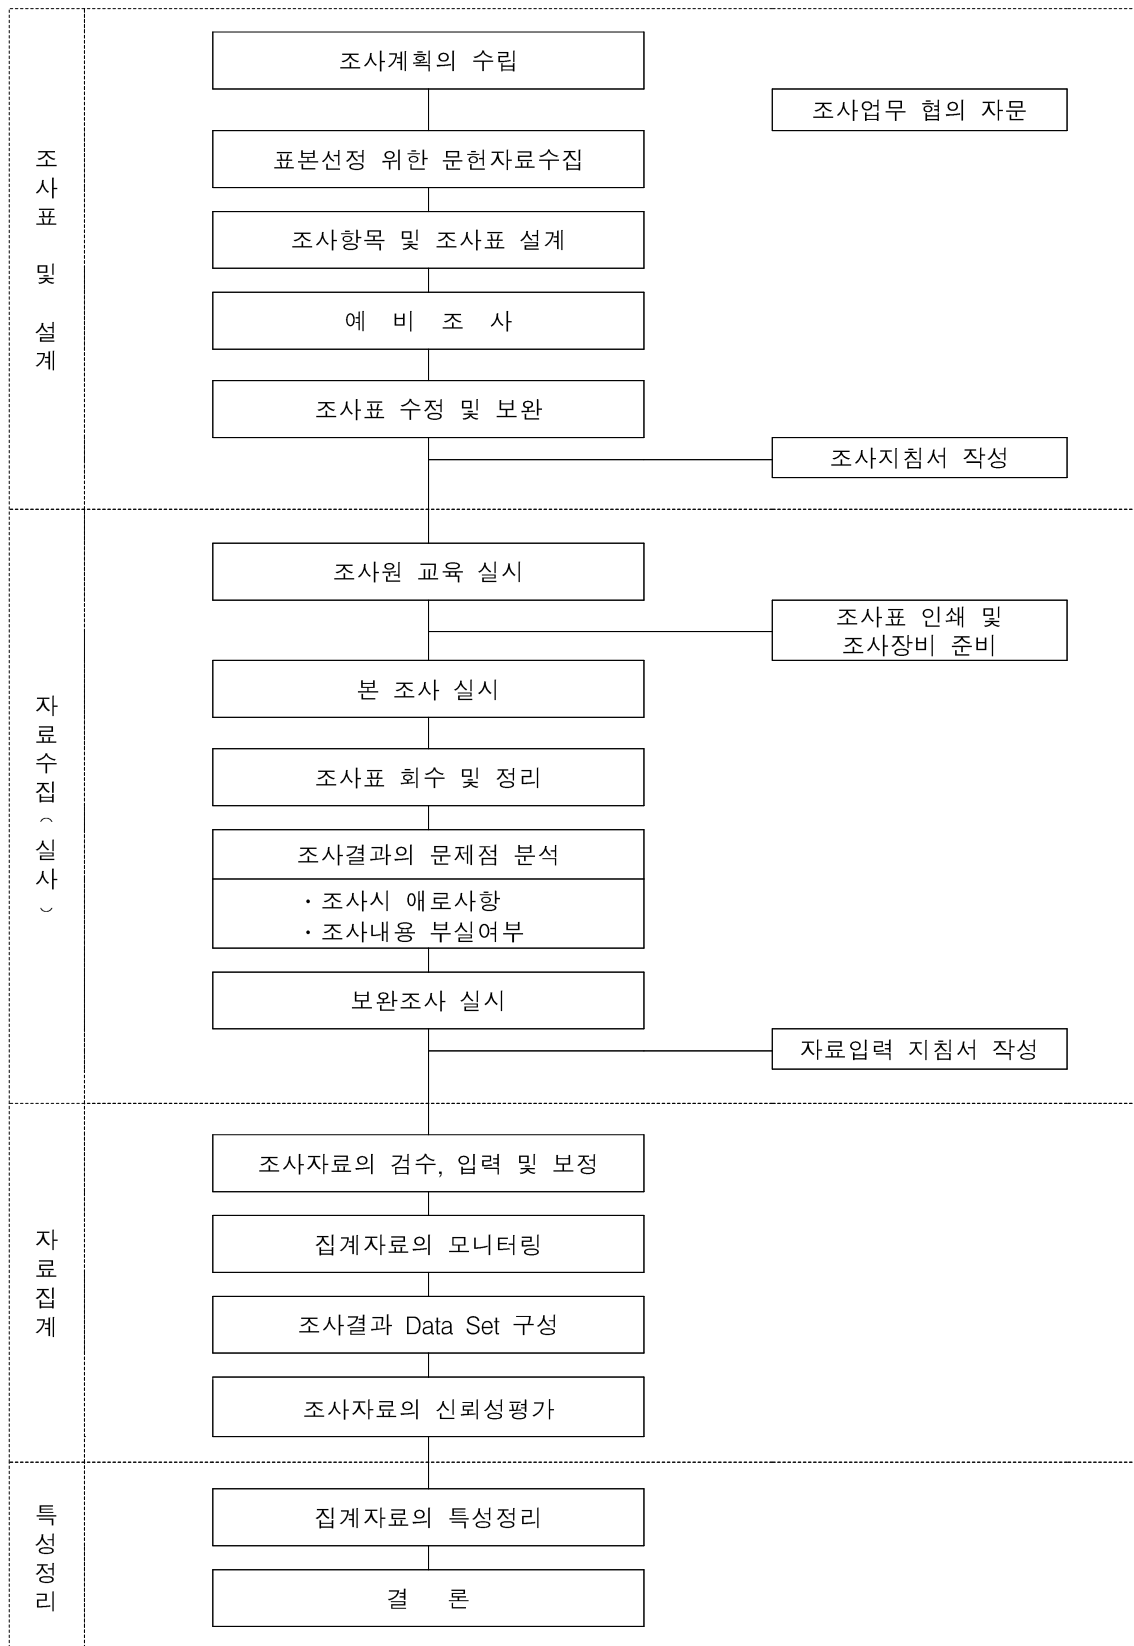 조사표 및 설계
조사계획의 수립
조사업무 협의 자문
표본선정 위한 문헌자료수집
조사항목 및 조사표 설계
예 비 조 사
조사표 수정 및 보완
조사지침서 작성
자료수집(실사)
조사원 교육 실시
조사표 인쇄 및
조사장비 준비
본 조사 실시
조사표 회수 및 정리
조사결과의 문제점 분석
· 조사시 애로사항
· 조사내용 부실여부
보완조사 실시
자료입력 지침서 작성
자료집계
조사자료의 검수, 입력 및 보정
집계자료의 모니터링
조사결과 Data Set 구성
조사자료의 신뢰성평가
특성정리
집계자료의 특성정리
결 론